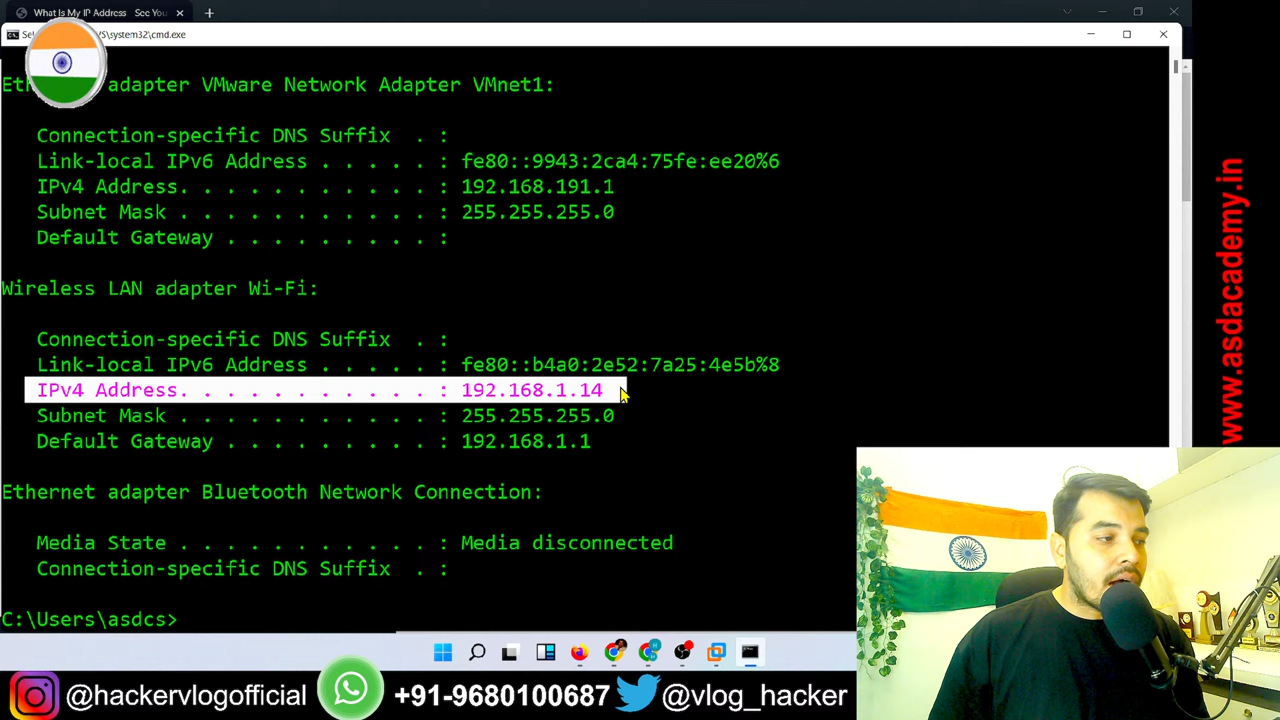 What Is My IP Address - See You
Se
S\system32\cmd.exe
Et
adapter VMware Network Adapter VMnet1:
Connection-specific DNS Suffix . :
Link-local IPv6 Address . . . . . : fe80::9943:2ca4:75fe:ee20%6
IPv4 Address. . . . . . . . . . . : 192.168.191.1
Subnet Mask . . . . . . . . . . . : 255.255.255.0
Default Gateway . . . . . . . . . :
Wireless LAN adapter Wi-Fi:
Connection-specific DNS Suffix . :
Link-local IPv6 Address . . . . . : fe80::b4a0:2e52:7a25:4e5b%8
IPv4 Address. . . . . . . . . . . : 192.168.1.14
Subnet Mask . . . . . . . . . . . : 255.255.255.0
Default Gateway . . . . . . . . . : 192.168.1.1
Ethernet adapter Bluetooth Network Connection:
Media State . . . . . . . . . . . : Media disconnected
Connection-specific DNS Suffix . :
C:\Users\asdcs>
www.asdacademy.in
@hackervlogofficial
+91-9680100687
@vlog_hacker